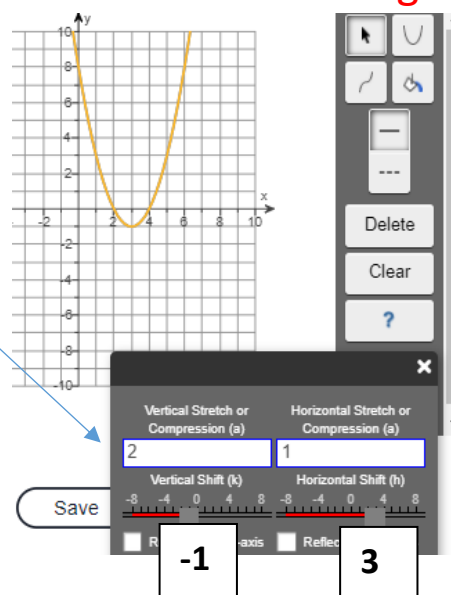 y
10
8
6
4
2
x
-2 2 4 6 8 10
-2
-4
-6
-8
-10
Delete
Clear
?
×
Vertical Stretch or Compression (a)
Horizontal Stretch or Compression (a)
2
1
Vertical Shift (k)
Horizontal Shift (h)
-8 -4 0 4 8
-8 -4 0 4 8
Save
-axis
-1
3